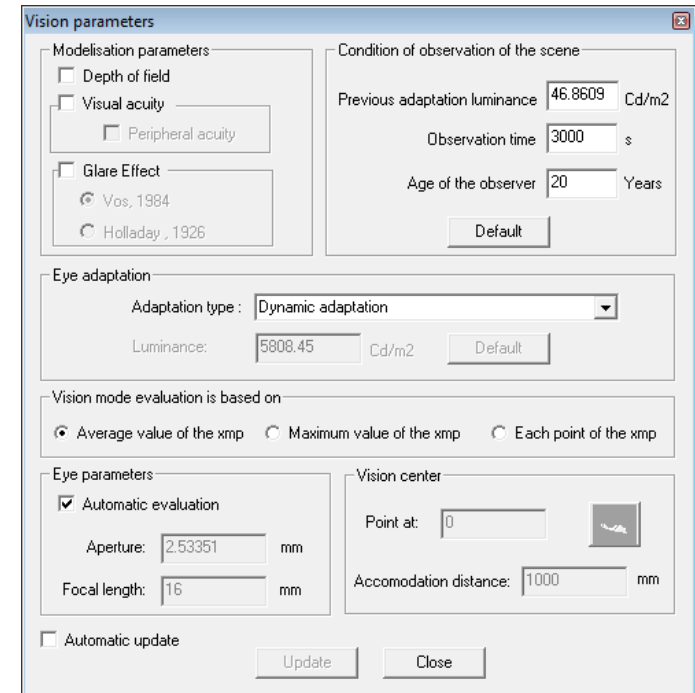 Vision parameters
Modelisation parameters
Depth of field
Visual acuity
Peripheral acuity
Glare Effect
Vos, 1984
Holladay , 1926
Condition of observation of the scene
Previous adaptation luminance 46.8609 Cd/m2
Observation time 3000 s
Age of the observer 20 Years
Default
Eye adaptation
Adaptation type : Dynamic adaptation
Luminance: 5808.45 Cd/m2 Default
Vision mode evaluation is based on
Average value of the xmp Maximum value of the xmp Each point of the xmp
Eye parameters
Automatic evaluation
Aperture: 2.53351 mm
Focal length: 16 mm
Vision center
Point at: 0
Accomodation distance: 1000 mm
Automatic update
Update Close